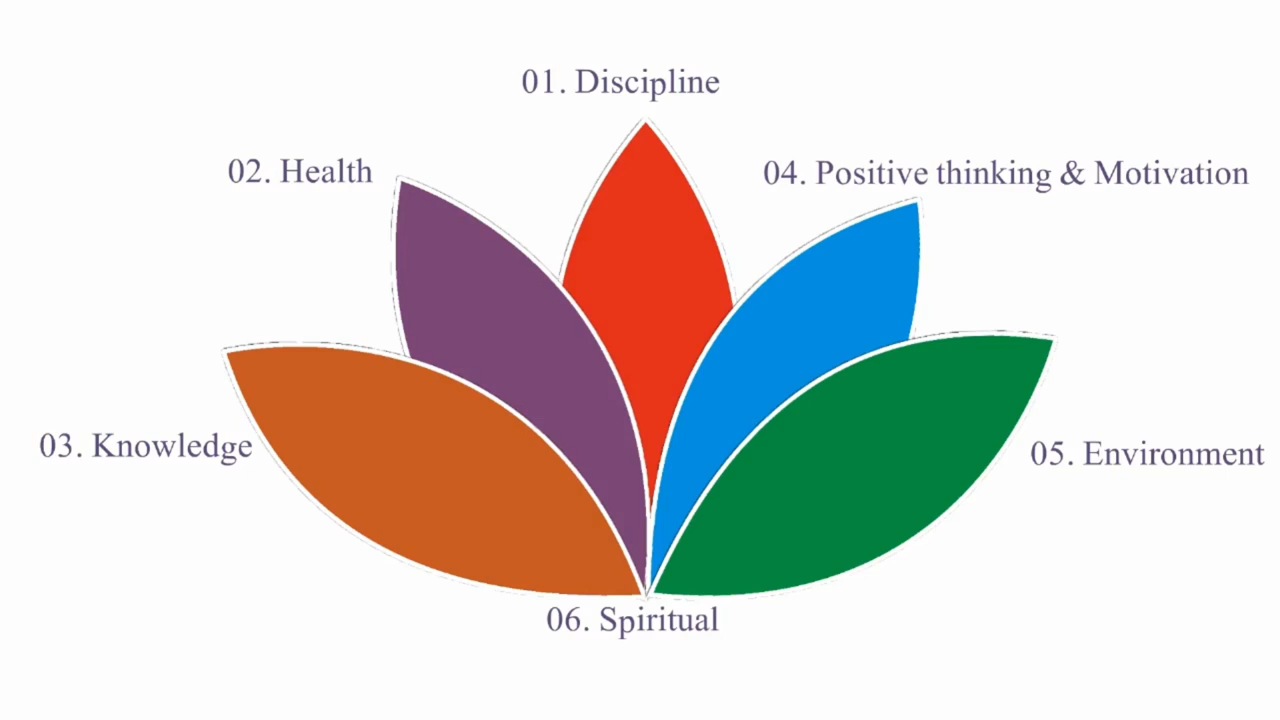 01. Discipline
02. Health
04. Positive thinking & Motivation
03. Knowledge
05. Environment
06. Spiritual